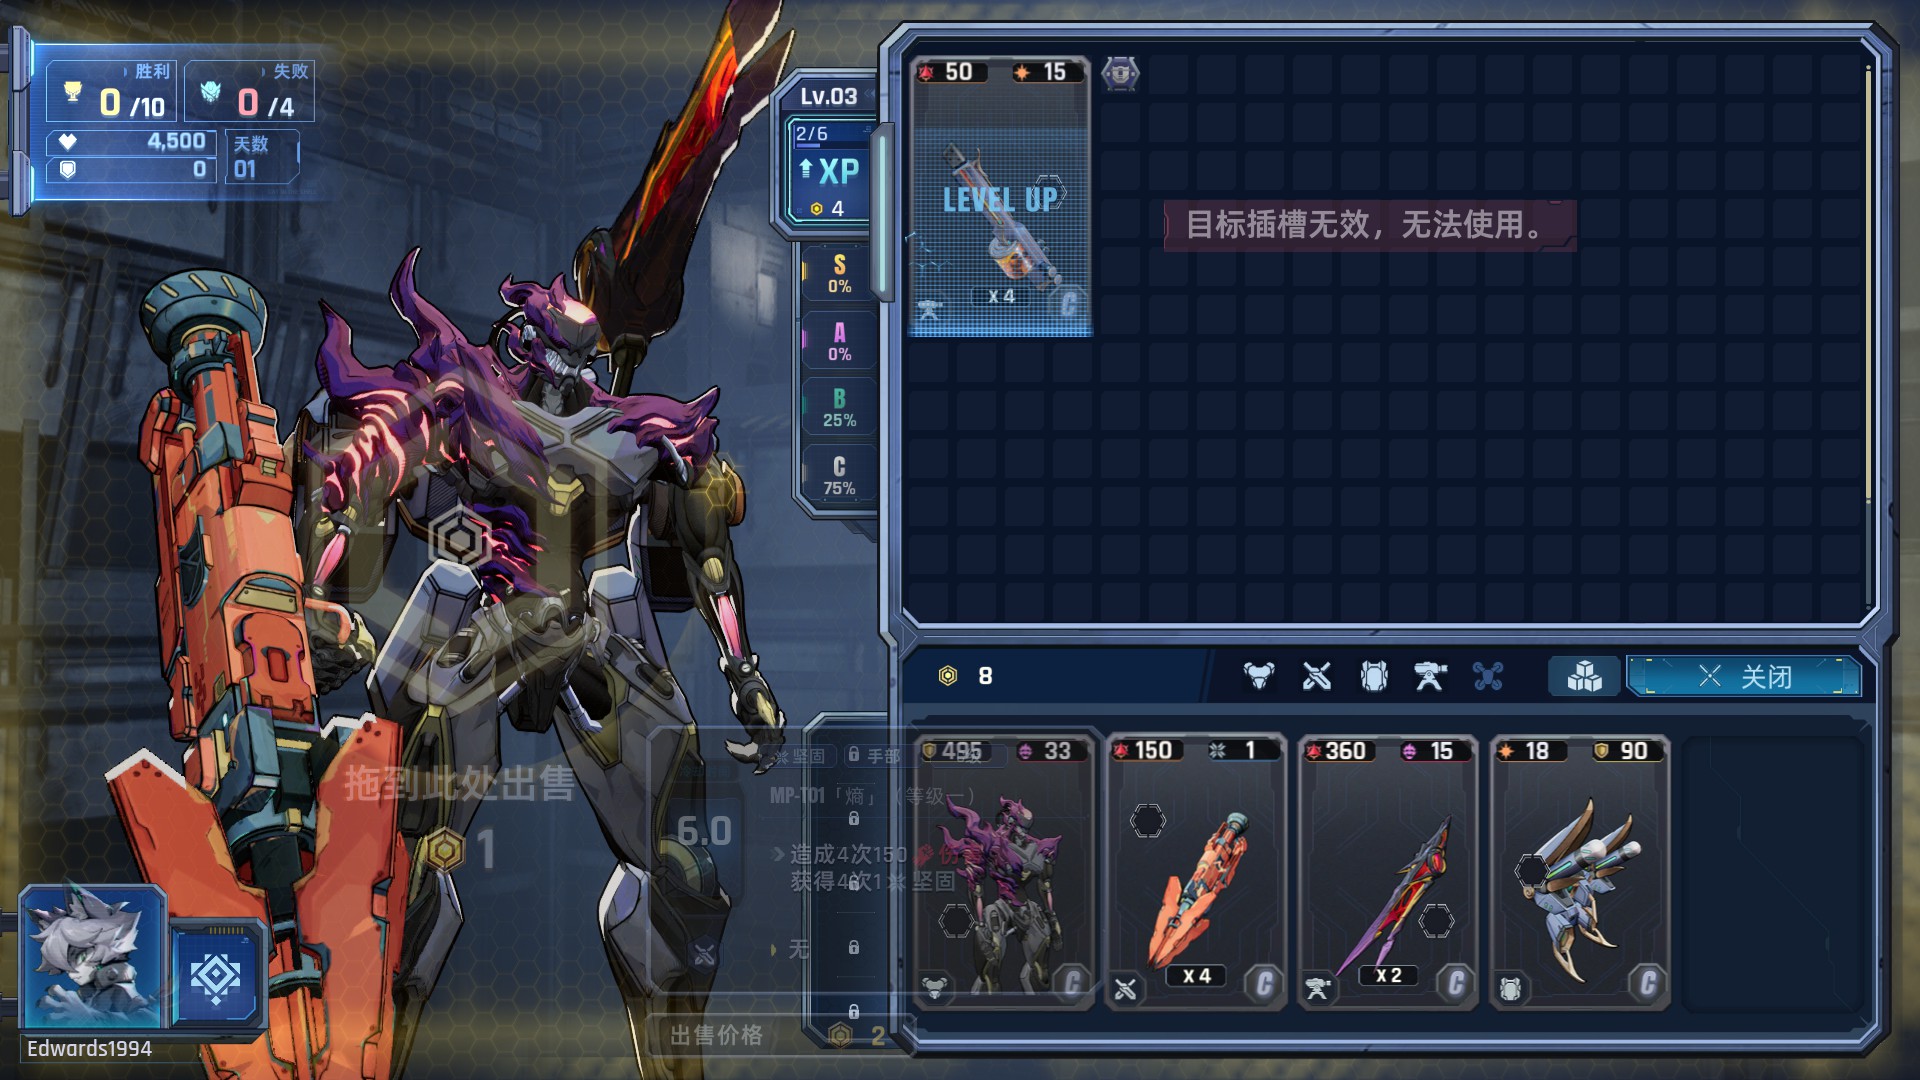 胜利
0 /10
失败
0 /4
4,500
0
天数
01
Lv.03
2/6
XP
4
S
0%
A
0%
B
25%
C
75%
50
15
LEVEL UP
x 4
C
目标插槽无效，无法使用。
8
关闭
拖到此处出售
1
坚固
手部
MP-T01「熵」（等级一）
6.0
造成4次150伤害
获得4次1坚固
无
出售价格
2
495
33
C
150
1
x 4
C
360
15
x 2
C
18
90
C
Edwards1994